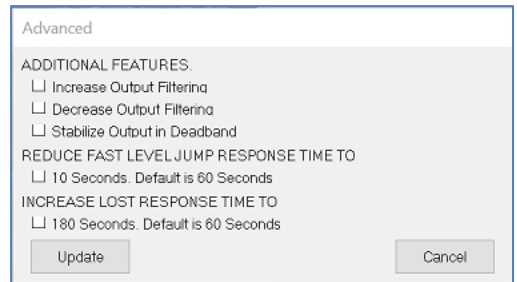 Advanced
ADDITIONAL FEATURES.
Increase Output Filtering
Decrease Output Filtering
Stabilize Output in Deadband
REDUCE FAST LEVEL JUMP RESPONSE TIME TO
10 Seconds. Default is 60 Seconds
INCREASE LOST RESPONSE TIME TO
180 Seconds. Default is 60 Seconds
Update Cancel